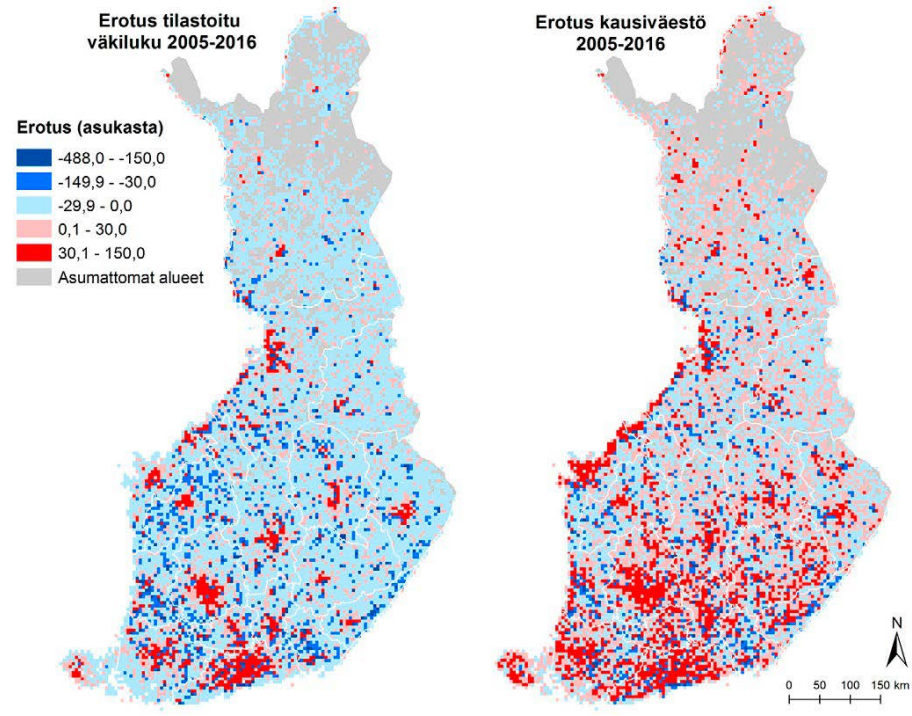 Erotus tilastoitu
väkiluku 2005-2016
Erotus kausiväestö
2005-2016
Erotus (asukasta)
-488,0 - -150,0
-149,9 - -30,0
-29,9 - 0,0
0,1 - 30,0
30,1 - 150,0
Asumattomat alueet
N
0 50 100 150 km